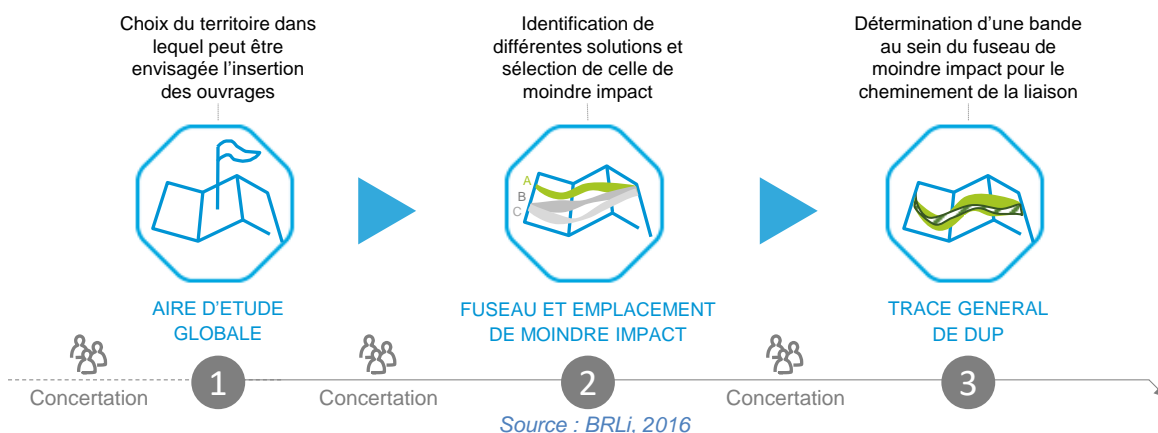 Choix du territoire dans
lequel peut être
envisagée l’insertion
des ouvrages
Identification de
différentes solutions et
sélection de celle de
moindre impact
Détermination d’une bande
au sein du fuseau de
moindre impact pour le
cheminement de la liaison
A
B
C
AIRE D’ETUDE
GLOBALE
FUSEAU ET EMPLACEMENT
DE MOINDRE IMPACT
TRACE GENERAL
DE DUP
1
2
3
Concertation
Concertation
Concertation
Source : BRLi, 2016